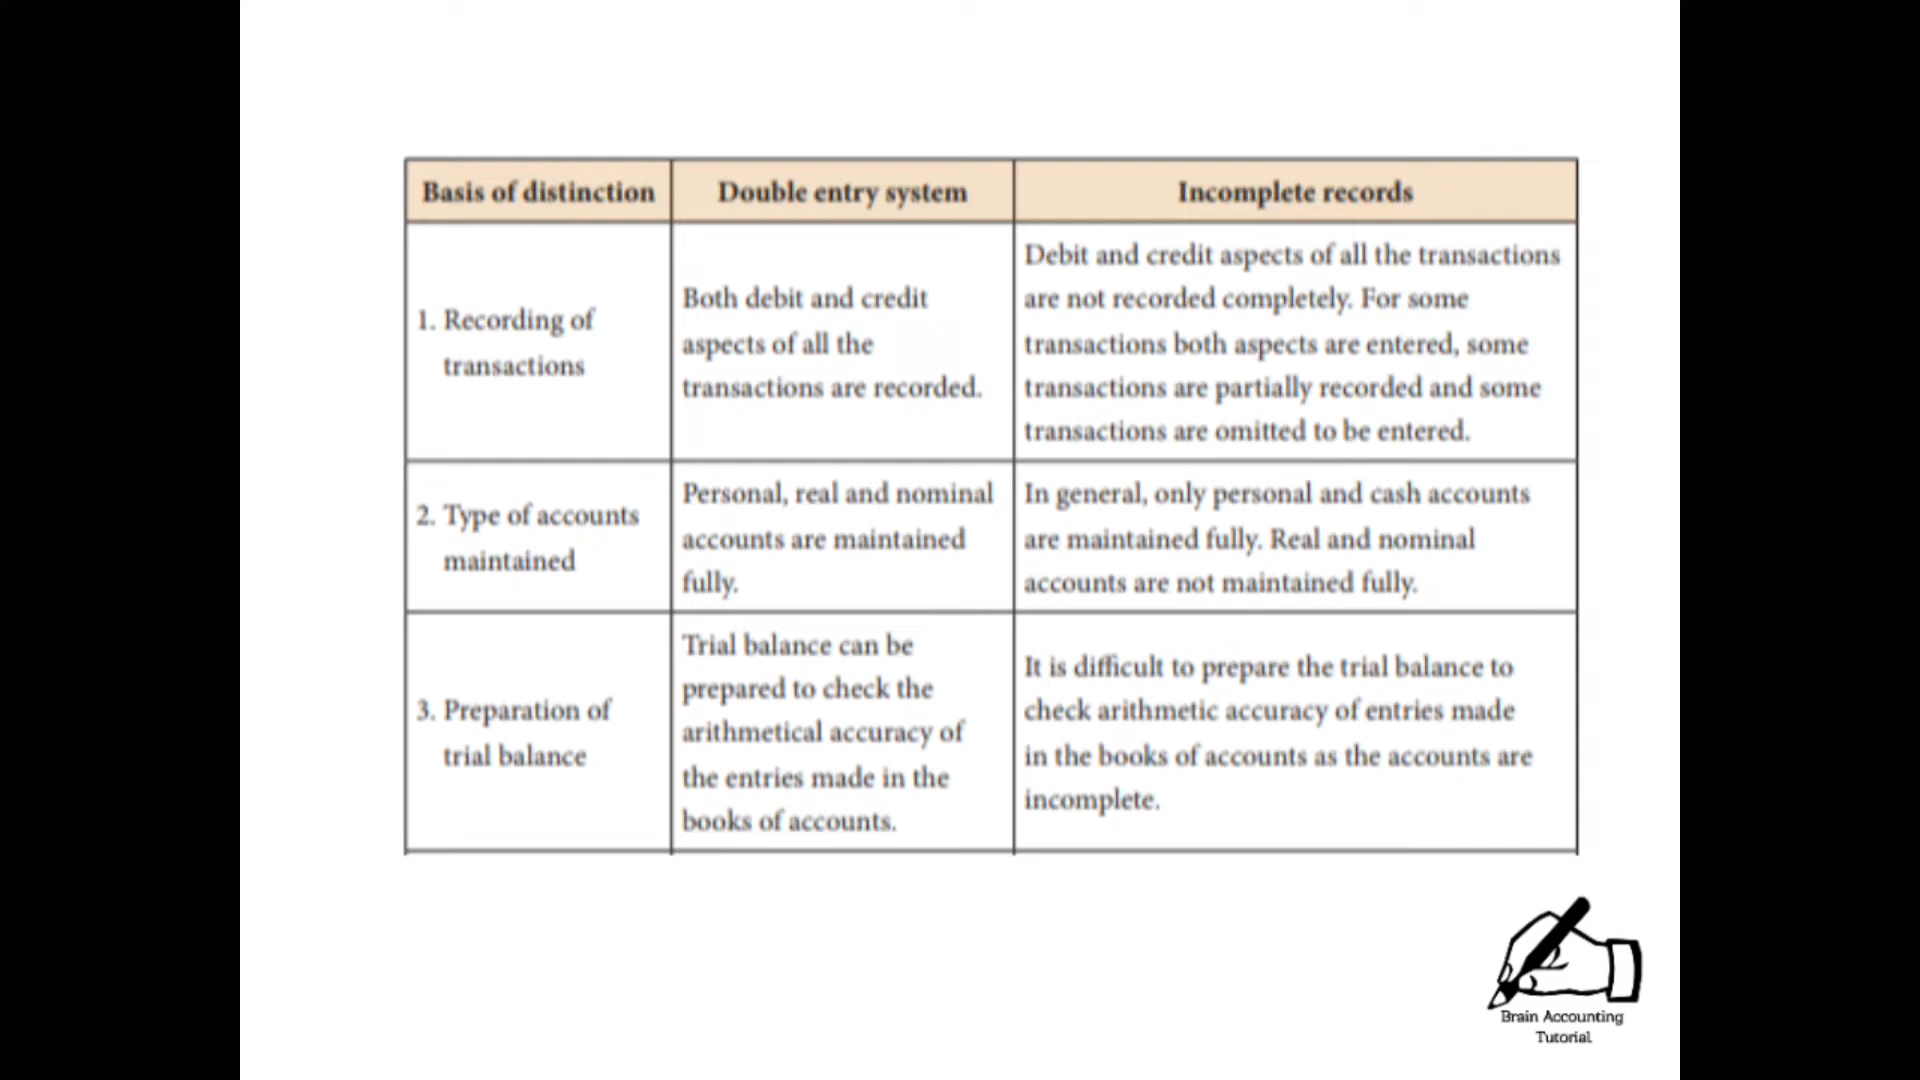 Basis of distinction
Double entry system
Incomplete records
1. Recording of
transactions
Both debit and credit
aspects of all the
transactions are recorded.
Debit and credit aspects of all the transactions
are not recorded completely. For some
transactions both aspects are entered, some
transactions are partially recorded and some
transactions are omitted to be entered.
2. Type of accounts
maintained
Personal, real and nominal
accounts are maintained
fully.
In general, only personal and cash accounts
are maintained fully. Real and nominal
accounts are not maintained fully.
3. Preparation of
trial balance
Trial balance can be
prepared to check the
arithmetical accuracy of
the entries made in the
books of accounts.
It is difficult to prepare the trial balance to
check arithmetic accuracy of entries made
in the books of accounts as the accounts are
incomplete.
Brain Accounting
Tutorial